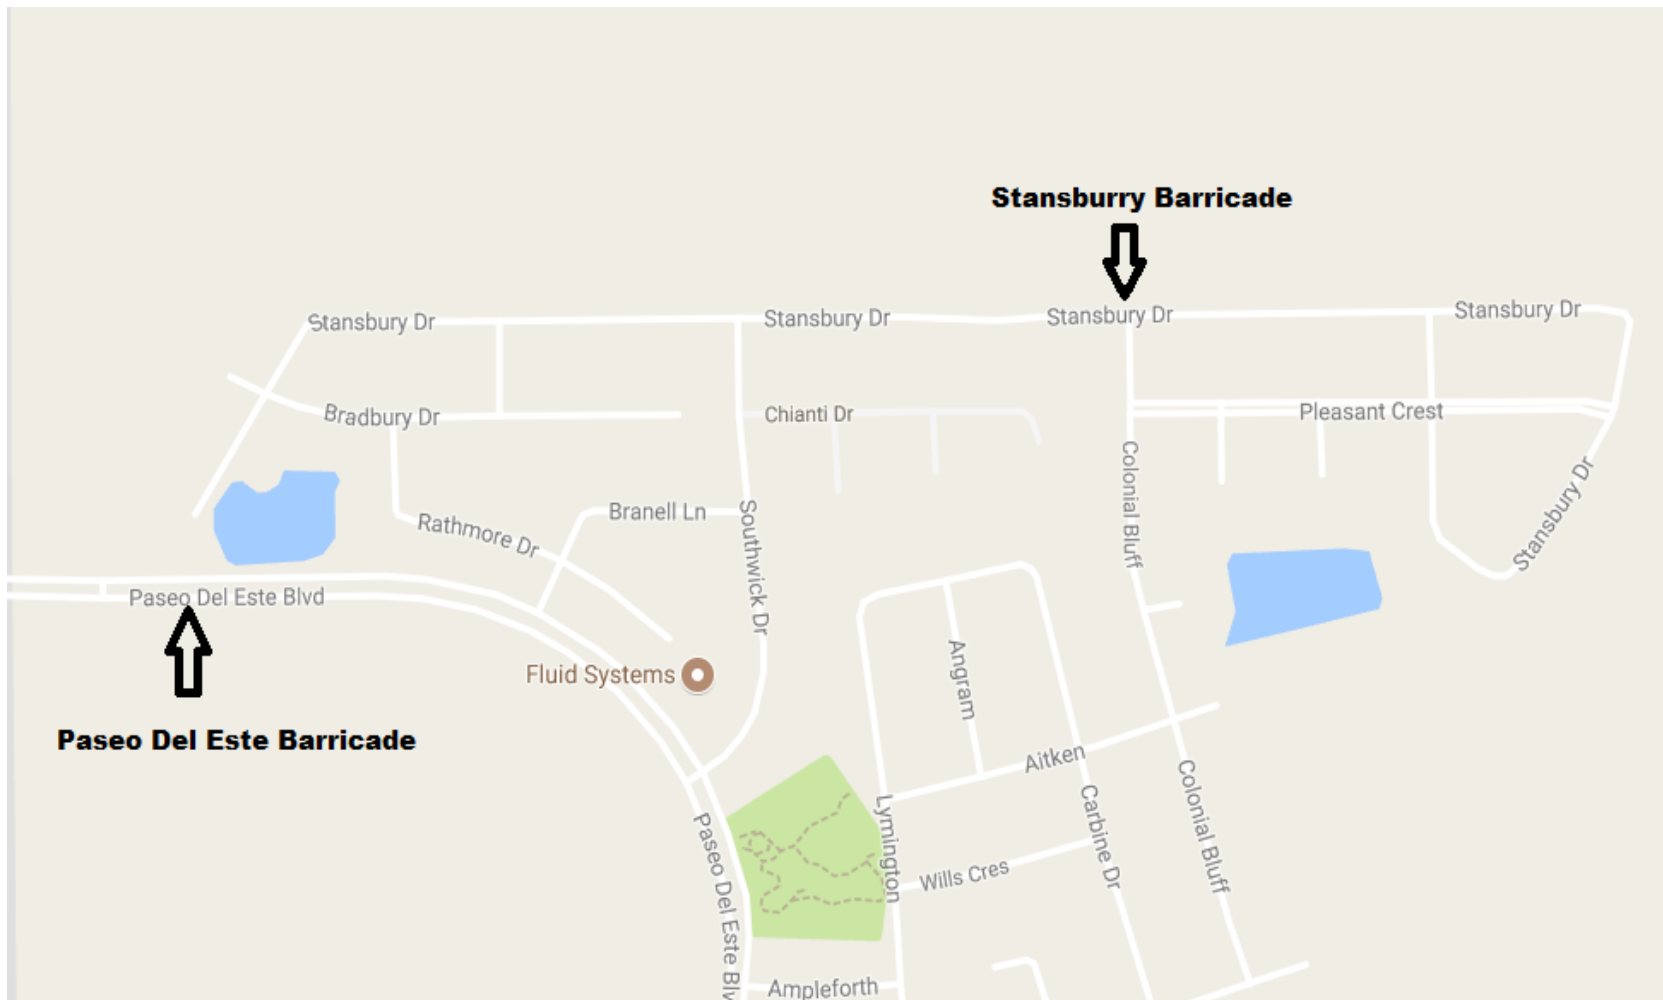 Stansburry Barricade
Stansbury Dr
Stansbury Dr
Stansbury Dr
Stansbury Dr
Bradbury Dr
Chianti Dr
Pleasant Crest
Colonial Bluff
Stansbury Dr
Rathmore Dr
Branell Ln
Southwick Dr
Paseo Del Este Blvd
Fluid Systems
Angram
Paseo Del Este Barricade
Aitken
Colonial Bluff
Carbine Dr
Lymington
Wills Cres
Paseo Del Este Blv
Ampleforth